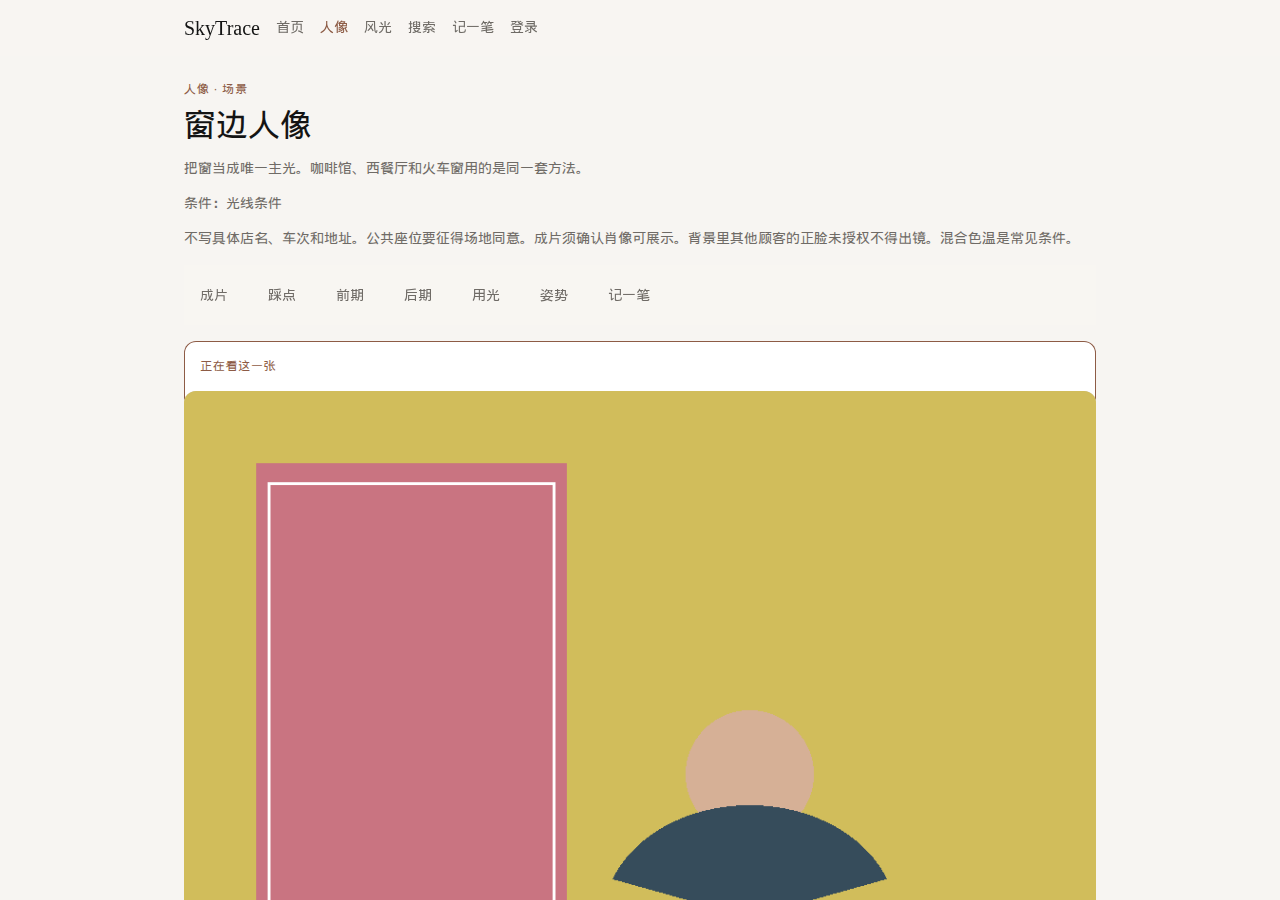 SkyTrace 首页 人像 风光 搜索 记一笔 登录
人像 · 场景
窗边人像
把窗当成唯一主光。咖啡馆、西餐厅和火车窗用的是同一套方法。
条件：光线条件
不写具体店名、车次和地址。公共座位要征得场地同意。成片须确认肖像可展示。背景里其他顾客的正脸未授权不得出镜。混合色温是常见条件。
成片 踩点 前期 后期 用光 姿势 记一笔
正在看这一张